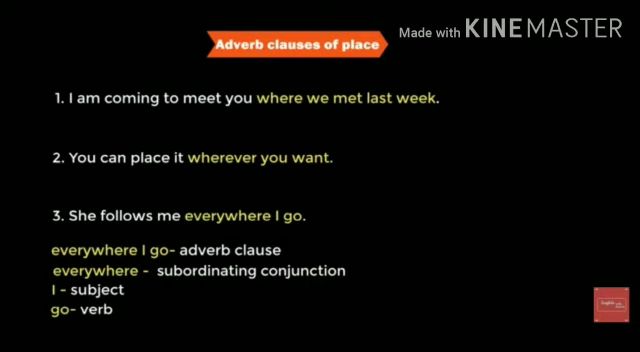 Made with KINEMASTER
Adverb clauses of place
1. I am coming to meet you where we met last week.
2. You can place it wherever you want.
3. She follows me everywhere I go.
everywhere I go- adverb clause
everywhere - subordinating conjunction
I - subject
go- verb